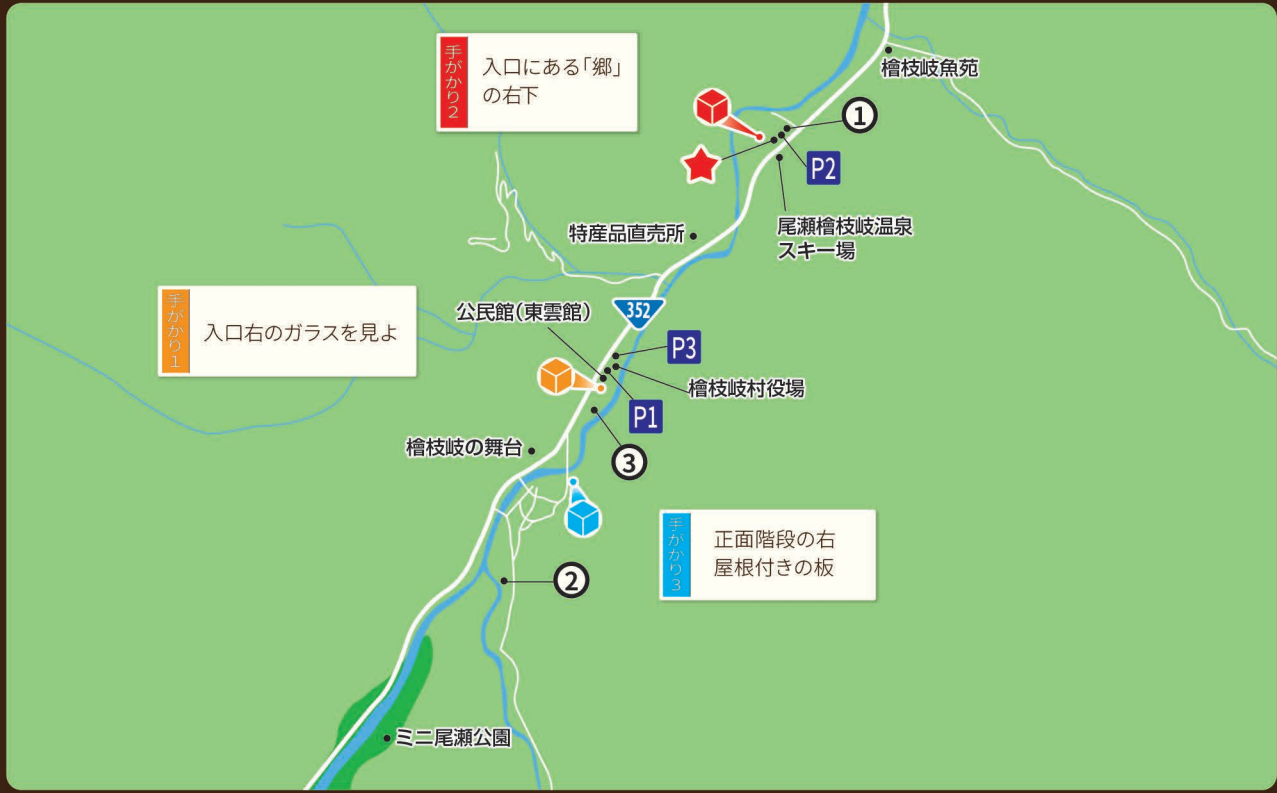 手がかり2
入口にある「郷」
の右下
檜枝岐魚苑
①
P2
尾瀬檜枝岐温泉
スキー場
特産品直売所
手がかり1
入口右のガラスを見よ
公民館(東雲館)
352
P3
檜枝岐村役場
P1
檜枝岐の舞台
③
手がかり3
正面階段の右
屋根付きの板
②
ミニ尾瀬公園